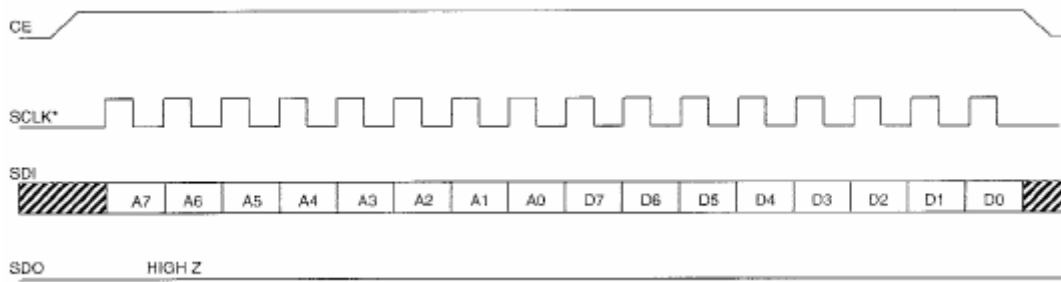 CE
SCLK*
SDI
A7 A6 A5 A4 A3 A2 A1 A0 D7 D6 D5 D4 D3 D2 D1 D0
SDO HIGH Z